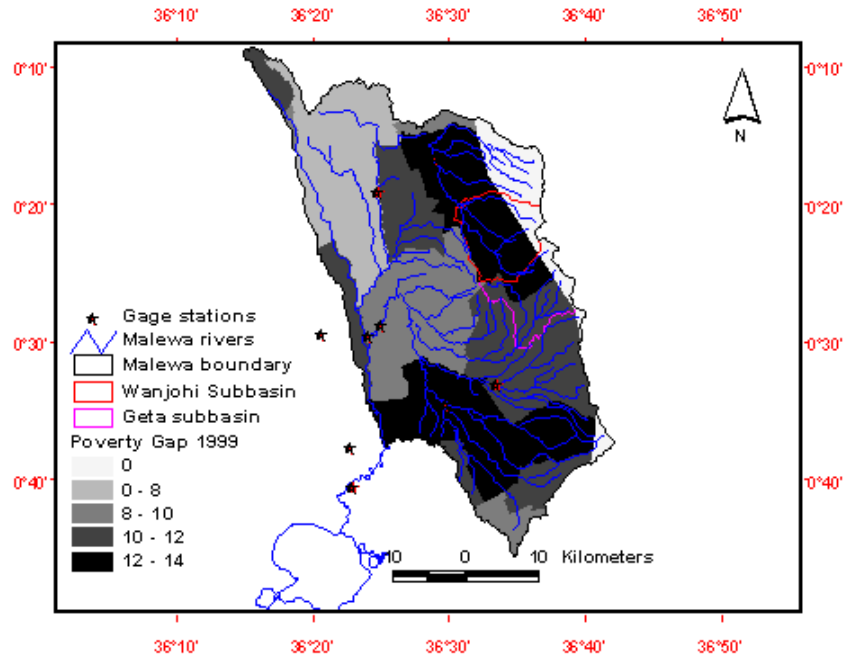 36°10' 36°20' 36°30' 36°40' 36°50'
0°10' 0°10'
N
0°20' 0°20'
Gage stations
0°30' 0°30'
Malewa rivers
Malewa boundary
Wanjohi Subbasin
Geta subbasin
Poverty Gap 1999
0
0 - 8
8 - 10
10 - 12
12 - 14
0°40' 0°40'
10 0 10 Kilometers
36°10' 36°20' 36°30' 36°40' 36°50'